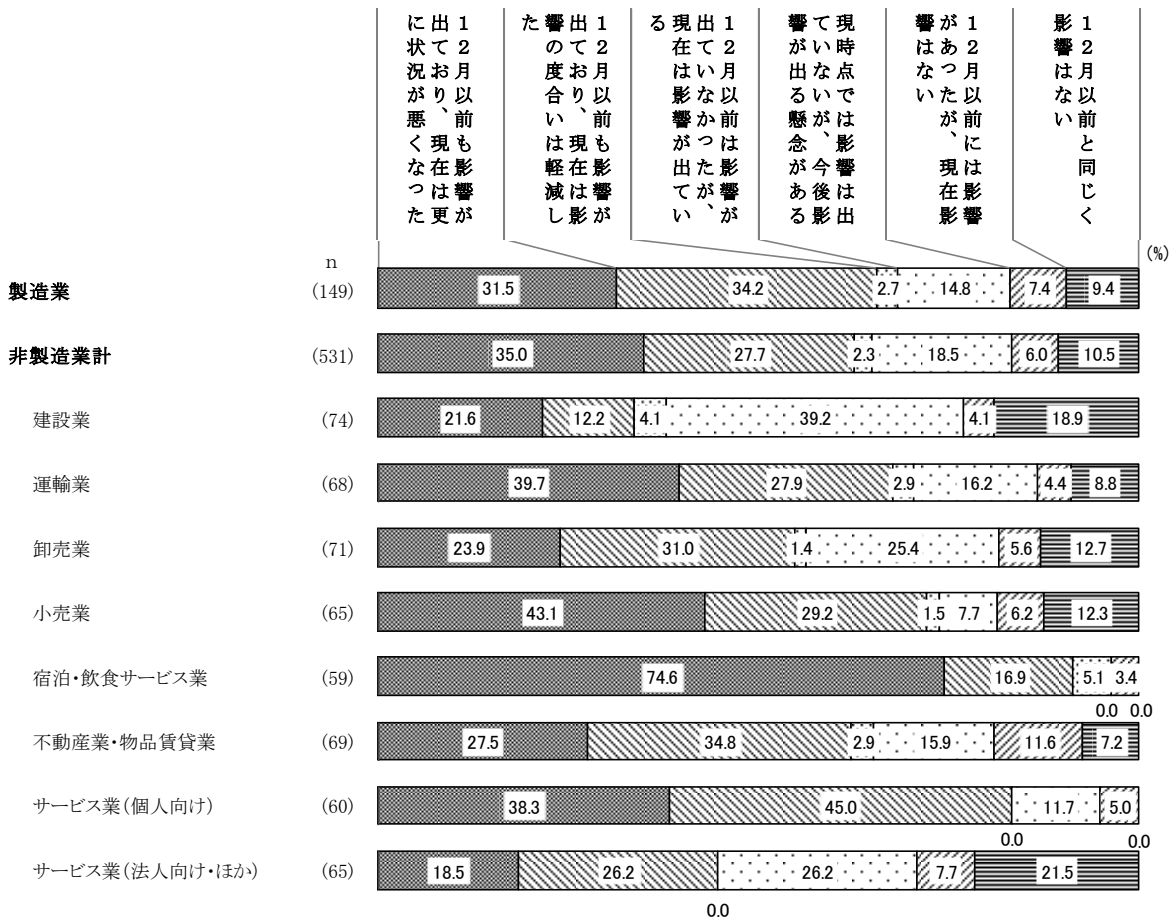 １２月以前も影響が
出ており、現在は更
に状況が悪くなった
１２月以前も影響が
出ており、現在は影
響の度合いは軽減し
た
１２月以前は影響が
出ていなかったが、
現在は影響が出てい
る
現時点では影響は出
ていないが、今後影
響が出る懸念がある
１２月以前には影響
があったが、現在影
響はない
１２月以前と同じく
影響はない
(%)
n
製造業 (149) 31.5 34.2 2.7 14.8 7.4 9.4
非製造業計 (531) 35.0 27.7 2.3 18.5 6.0 10.5
建設業 (74) 21.6 12.2 4.1 39.2 4.1 18.9
運輸業 (68) 39.7 27.9 2.9 16.2 4.4 8.8
卸売業 (71) 23.9 31.0 1.4 25.4 5.6 12.7
小売業 (65) 43.1 29.2 1.5 7.7 6.2 12.3
宿泊・飲食サービス業 (59) 74.6 16.9 5.1 3.4
0.0 0.0
不動産業・物品賃貸業 (69) 27.5 34.8 2.9 15.9 11.6 7.2
サービス業（個人向け） (60) 38.3 45.0 11.7 5.0
0.0 0.0
サービス業（法人向け・ほか） (65) 18.5 26.2 26.2 7.7 21.5
0.0